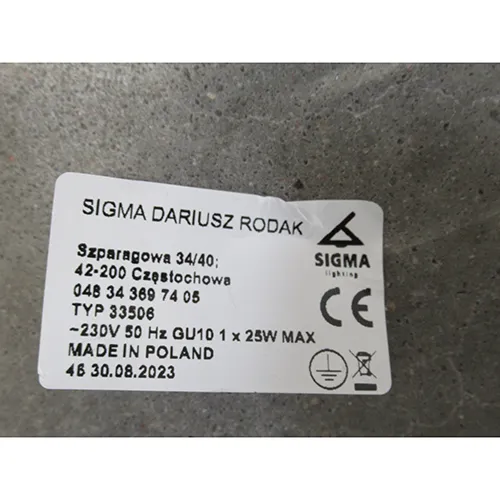 SIGMA DARIUSZ RODAK
Szparagowa 34/40;
42-200 Częstochowa
048 34 369 74 05
TYP 33506
~230V 50 Hz GU10 1 x 25W MAX
MADE IN POLAND
46 30.08.2023
SIGMA
lighting
CE